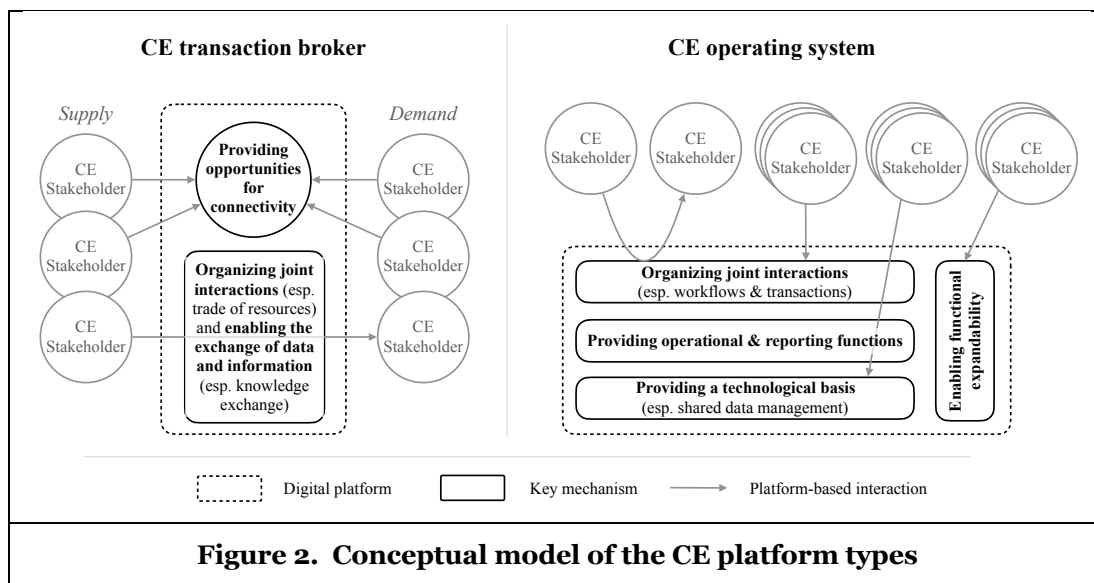 CE transaction broker
Supply
Demand
CE
Stakeholder
CE
Stakeholder
CE
Stakeholder
Providing
opportunities
for
connectivity
Organizing joint
interactions (esp.
trade of resources)
and enabling the
exchange of data
and information
(esp. knowledge
exchange)
CE
Stakeholder
CE
Stakeholder
CE
Stakeholder
CE operating system
CE
Stakeholder
CE
Stakeholder
CE
Stakeholder
CE
Stakeholder
CE
Stakeholder
Organizing joint interactions
(esp. workflows & transactions)
Providing operational & reporting functions
Providing a technological basis
(esp. shared data management)
Enabling functional
expandability
Digital platform
Key mechanism
Platform-based interaction
Figure 2. Conceptual model of the CE platform types